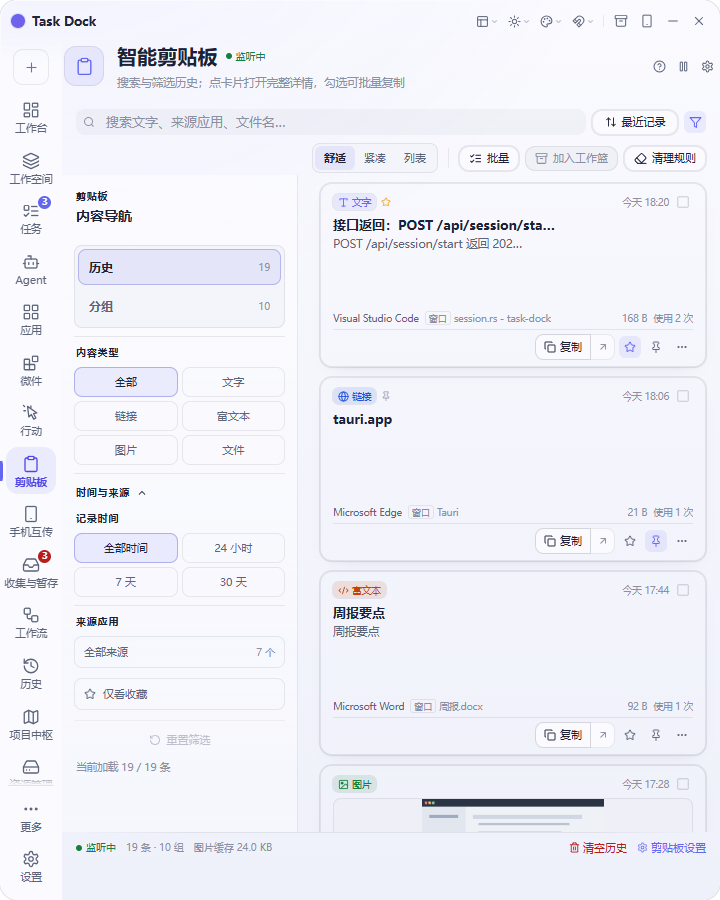 Task Dock
智能剪贴板
监听中
搜索与筛选历史；点卡片打开完整详情，勾选可批量复制
搜索文字、来源应用、文件名...
最近记录
舒适
紧凑
列表
批量
加入工作篮
清理规则
工作台
工作空间
3
任务
Agent
应用
微件
行动
剪贴板
手机互传
3
收集与暂存
工作流
历史
项目中枢
更多
设置
剪贴板
内容导航
历史 19
分组 10
内容类型
全部
文字
链接
富文本
图片
文件
时间与来源
记录时间
全部时间
24 小时
7 天
30 天
来源应用
全部来源 7 个
仅看收藏
重置筛选
当前加载 19 / 19 条
文字
今天 18:20
接口返回：POST /api/session/sta...
POST /api/session/start 返回 202...
Visual Studio Code 窗口 session.rs - task-dock
168 B 使用 2 次
复制
链接
今天 18:06
tauri.app
Microsoft Edge 窗口 Tauri
21 B 使用 1 次
复制
富文本
今天 17:44
周报要点
周报要点
Microsoft Word 窗口 周报.docx
92 B 使用 1 次
复制
图片
今天 17:28
监听中 19 条 · 10 组 图片缓存 24.0 KB
清空历史
剪贴板设置